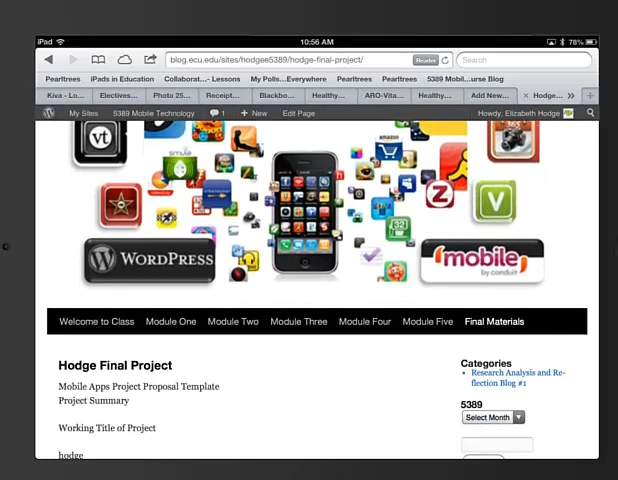 iPad 10:56 AM 78%
blog.ecu.edu/sites/hodgee5389/hodge-final-project/ Reader Search
Pearltrees iPads in Education Collaborat...- Lessons My Polls...Everywhere Pearltrees Pearltrees 5389 Mobil...urse Blog
Kiva - Lo... Electives... Photo 25... Receipt... Blackbo... Healthy... ARO-Vita... Healthy... Add New... Hodge...
My Sites 5389 Mobile Technology 1 + New Edit Page Howdy, Elizabeth Hodge
vt
smule
amazon
Z
V
32
WORDPRESS
mobile
by conduit
Welcome to Class Module One Module Two Module Three Module Four Module Five Final Materials
Hodge Final Project
Mobile Apps Project Proposal Template
Project Summary
Working Title of Project
hodge
Categories
Research Analysis and Re-
flection Blog #1
5389
Select Month